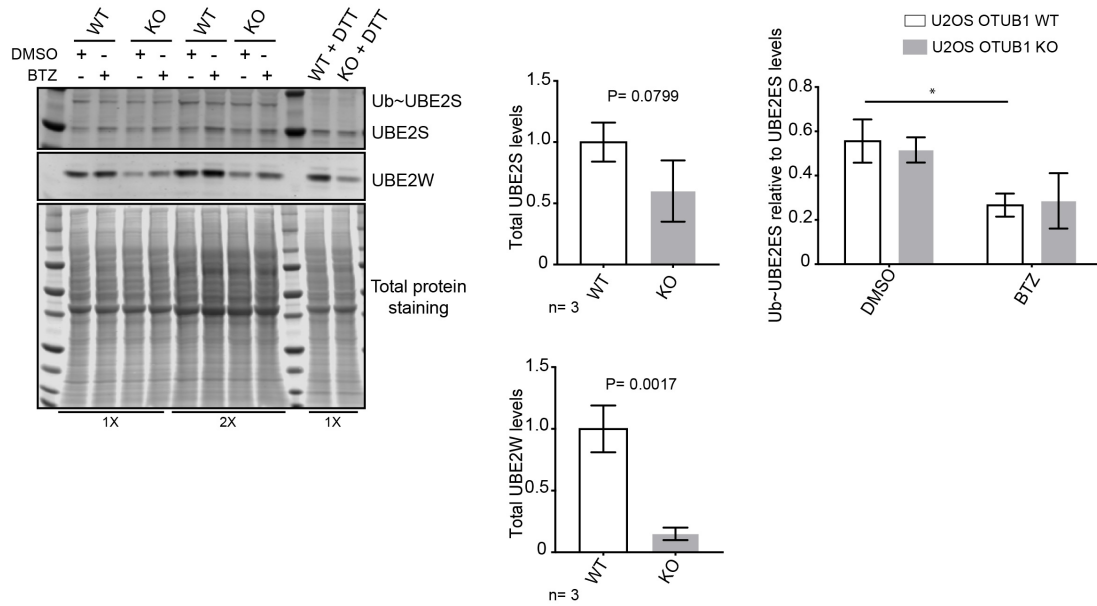 WT KO WT KO WT + DTT KO + DTT
DMSO + - + - + - + -
BTZ - + - + - + - +
Ub~UBE2S
UBE2S
UBE2W
Total protein
staining
1X 2X 1X
1.5
1.0
0.5
0
Total UBE2S levels
P= 0.0799
WT KO
n= 3
1.5
1.0
0.5
0
Total UBE2W levels
P= 0.0017
WT KO
n= 3
U2OS OTUB1 WT
U2OS OTUB1 KO
0.8
0.6
0.4
0.2
0
Ub~UBE2ES relative to UBE2ES levels
*
DMSO BTZ